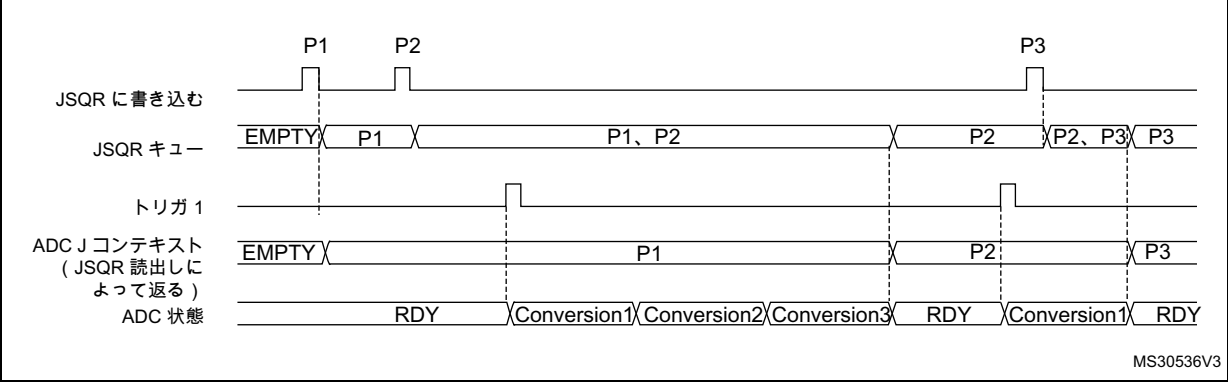 P1 P2 P3
JSQR に書き込む
JSQR キュー EMPTY P1 P1、P2 P2 P2、P3 P3
トリガ 1
ADC J コンテキスト
( JSQR 読出しに
よって返る ) EMPTY P1 P2 P3
ADC 状態 RDY Conversion1 Conversion2 Conversion3 RDY Conversion1 RDY
MS30536V3